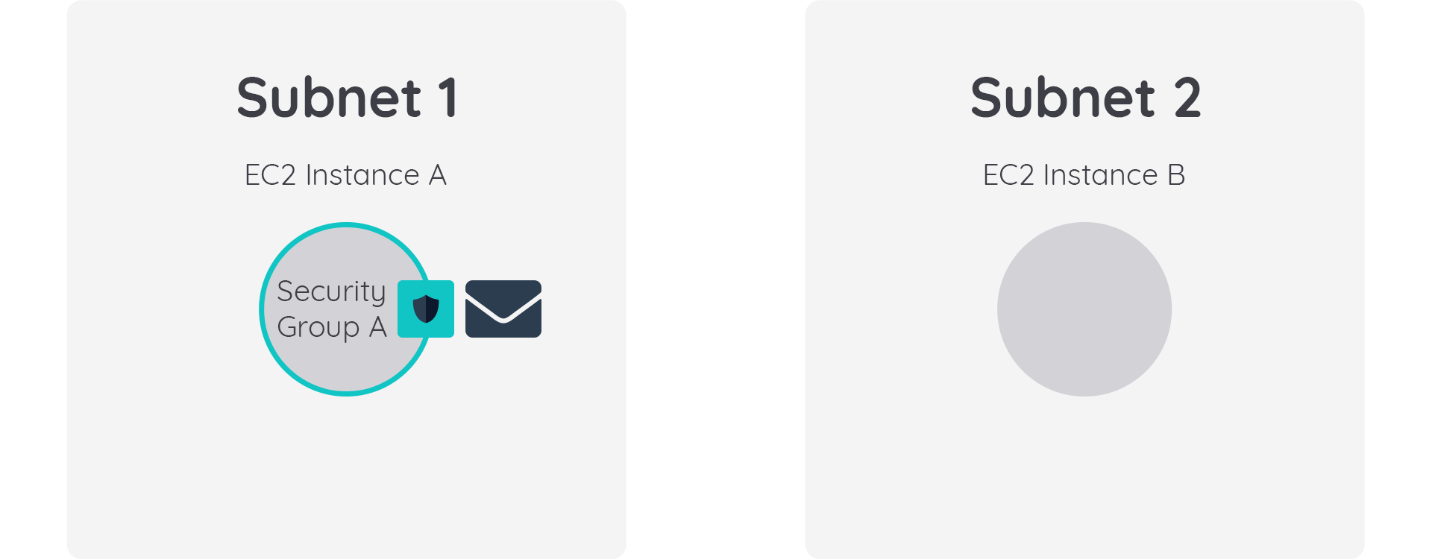 Subnet 1
EC2 Instance A
Security
Group A
Subnet 2
EC2 Instance B